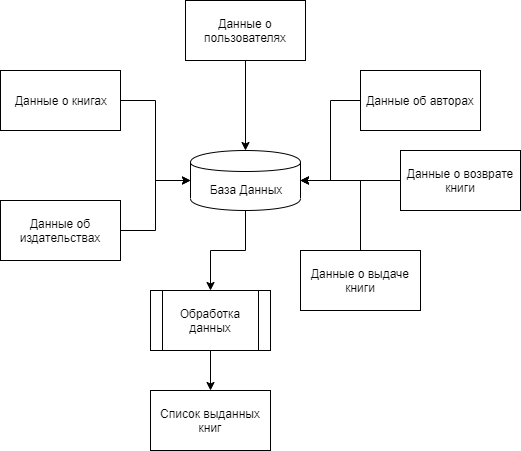 Данные о
пользователях
Данные о книгах
Данные об авторах
База Данных
Данные о возврате
книги
Данные об
издательствах
Данные о выдаче
книги
Обработка
данных
Список выданных
книг